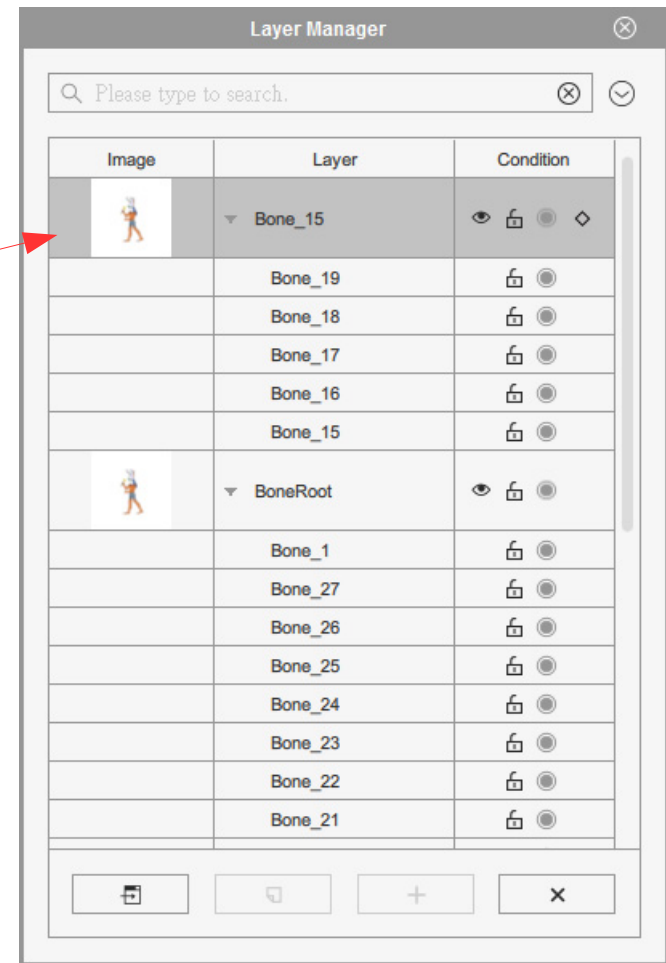 Layer Manager
Please type to search.
Image Layer Condition
Bone_15
Bone_19
Bone_18
Bone_17
Bone_16
Bone_15
BoneRoot
Bone_1
Bone_27
Bone_26
Bone_25
Bone_24
Bone_23
Bone_22
Bone_21